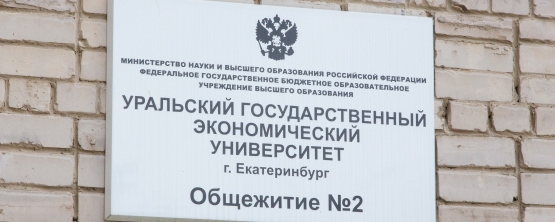 МИНИСТЕРСТВО НАУКИ И ВЫСШЕГО ОБРАЗОВАНИЯ РОССИЙСКОЙ ФЕДЕРАЦИИ
ФЕДЕРАЛЬНОЕ ГОСУДАРСТВЕННОЕ БЮДЖЕТНОЕ ОБРАЗОВАТЕЛЬНОЕ
УЧРЕЖДЕНИЕ ВЫСШЕГО ОБРАЗОВАНИЯ
УРАЛЬСКИЙ ГОСУДАРСТВЕННЫЙ
ЭКОНОМИЧЕСКИЙ
УНИВЕРСИТЕТ
г. Екатеринбург
Общежитие №2